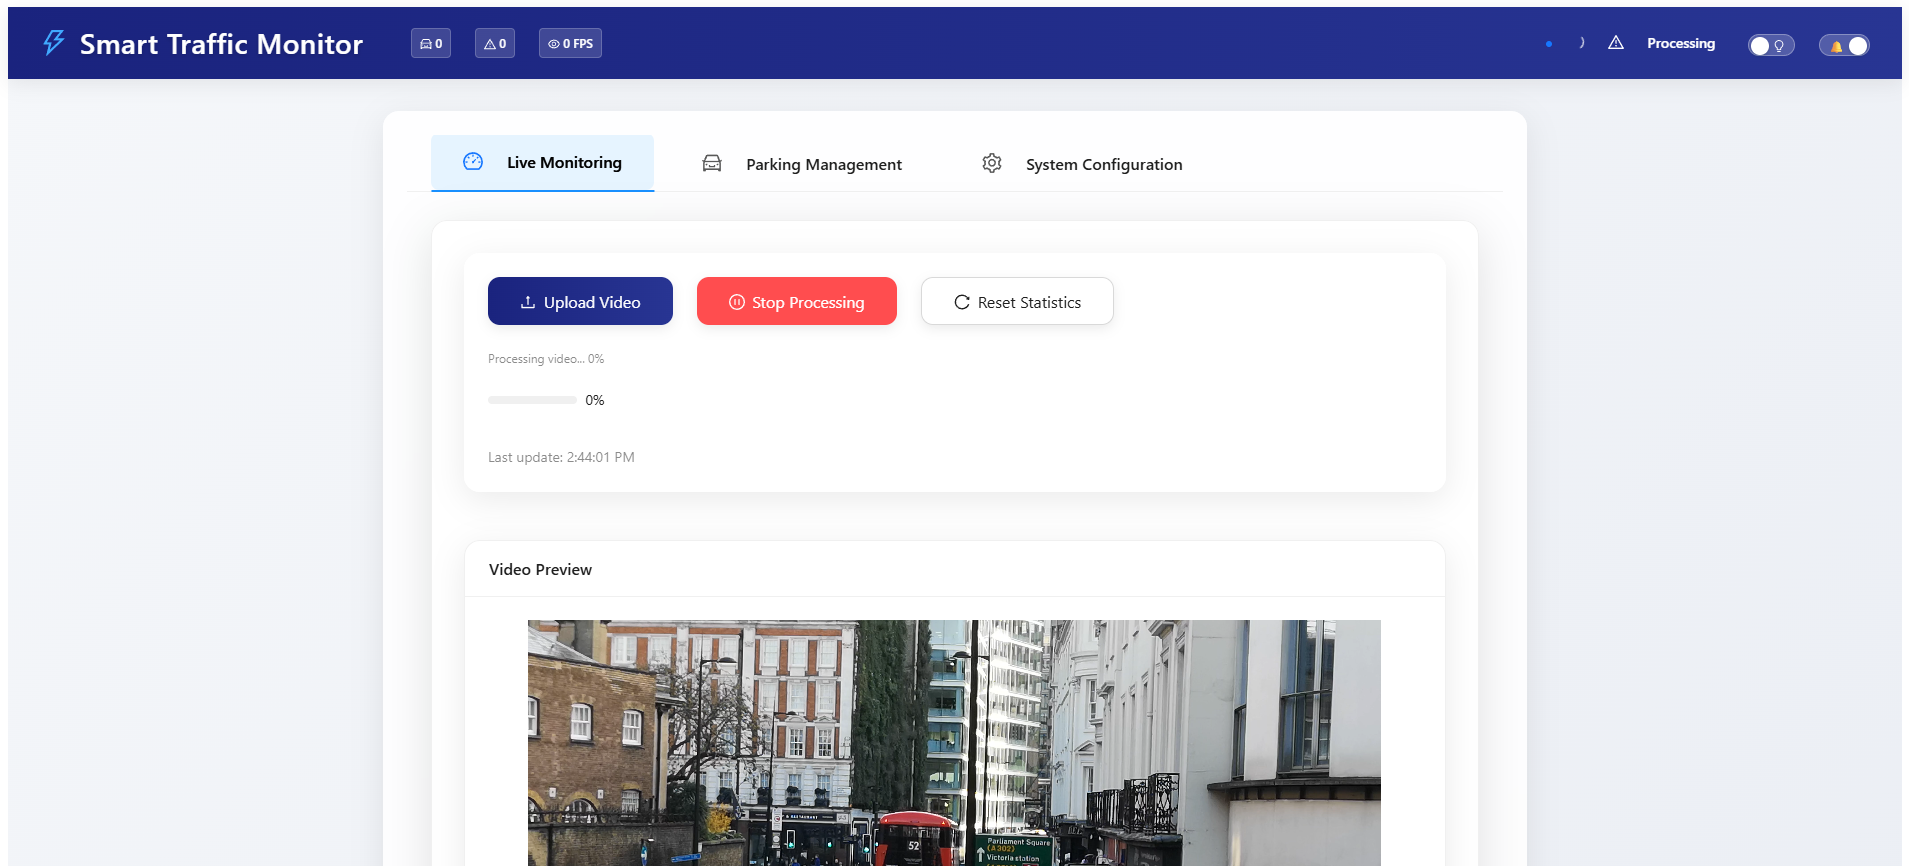 Smart Traffic Monitor
0
0
0 FPS
Processing
Live Monitoring
Parking Management
System Configuration
Upload Video
Stop Processing
Reset Statistics
Processing video... 0%
0%
Last update: 2:44:01 PM
Video Preview
& RESTAURANT
52
Parliament Square
(A302)
Victoria station